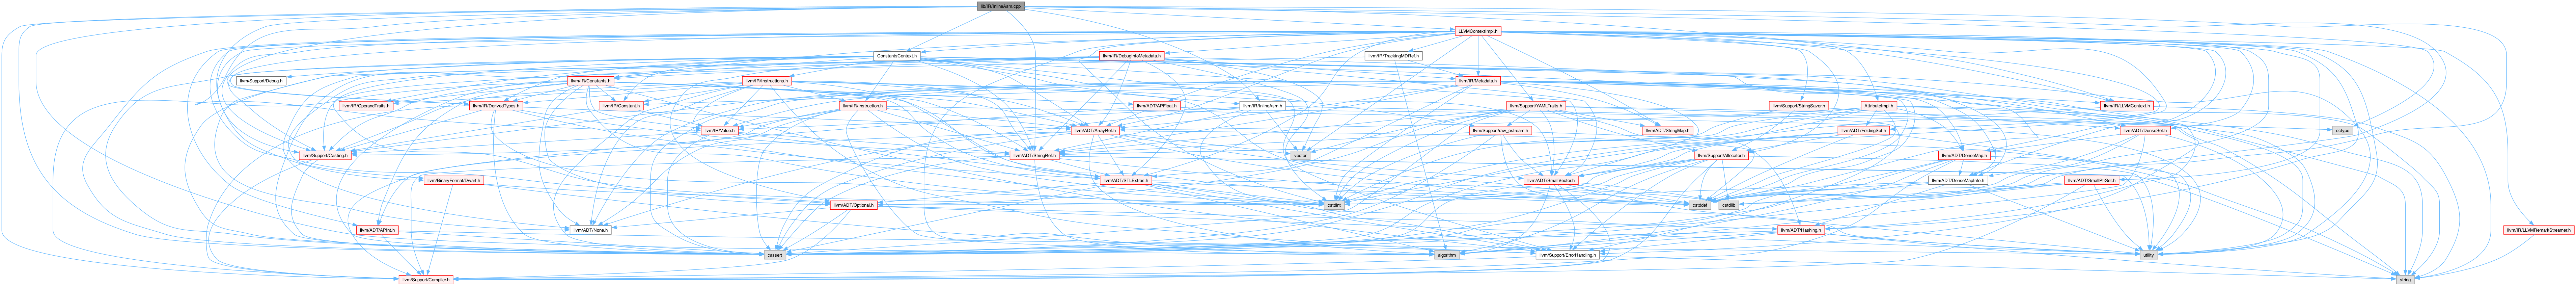 lib/IR/InlineAsm.cpp
LLVMContextImpl.h
ConstantsContext.h
llvm/IR/DebugInfoMetadata.h
llvm/IR/TrackingMDRef.h
llvm/Support/Debug.h
llvm/IR/Constants.h
llvm/IR/Instructions.h
llvm/IR/Metadata.h
llvm/IR/OperandTraits.h
llvm/IR/DerivedTypes.h
llvm/IR/Constant.h
llvm/IR/Instruction.h
llvm/ADT/APFloat.h
llvm/IR/InlineAsm.h
llvm/Support/YAMLTraits.h
llvm/Support/StringSaver.h
AttributeImpl.h
llvm/IR/LLVMContext.h
llvm/IR/Value.h
llvm/ADT/ArrayRef.h
llvm/Support/raw_ostream.h
llvm/ADT/StringMap.h
llvm/ADT/FoldingSet.h
llvm/ADT/DenseSet.h
cctype
llvm/Support/Casting.h
llvm/ADT/StringRef.h
vector
llvm/Support/Allocator.h
llvm/ADT/DenseMap.h
llvm/BinaryFormat/Dwarf.h
llvm/ADT/STLExtras.h
llvm/ADT/SmallVector.h
llvm/ADT/DenseMapInfo.h
llvm/ADT/SmallPtrSet.h
llvm/ADT/Optional.h
cstdint
cstddef
cstdlib
llvm/ADT/APInt.h
llvm/ADT/None.h
llvm/ADT/Hashing.h
llvm/IR/LLVMRemarkStreamer.h
cassert
algorithm
llvm/Support/ErrorHandling.h
utility
llvm/Support/Compiler.h
string